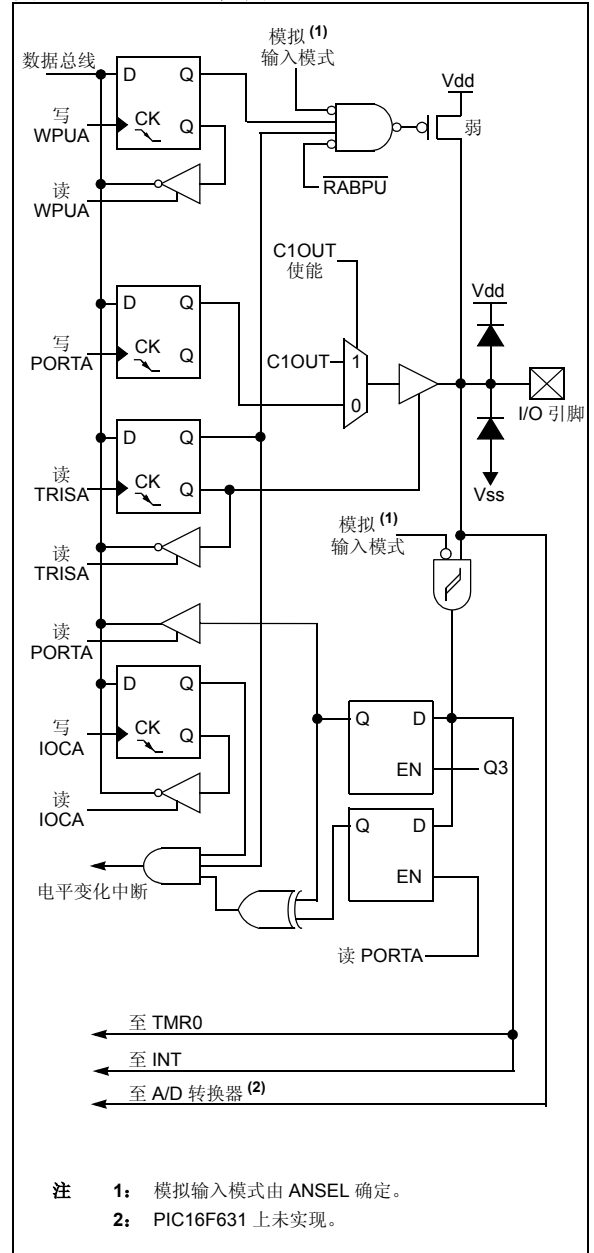 模拟 (1)
输入模式
数据总线
D Q
写
WPUA
CK
Q
读
WPUA
RABPU
Vdd
弱
C1OUT
使能
D Q
写
PORTA
CK
Q
C1OUT
1
0
Vdd
I/O 引脚
Vss
D Q
读
TRISA
CK
Q
读
TRISA
模拟 (1)
输入模式
读
PORTA
D Q
写
IOCA
CK
Q
读
IOCA
Q D
EN
Q3
Q D
EN
电平变化中断
读 PORTA
至 TMR0
至 INT
至 A/D 转换器 (2)
注 1： 模拟输入模式由 ANSEL 确定。
2： PIC16F631 上未实现。